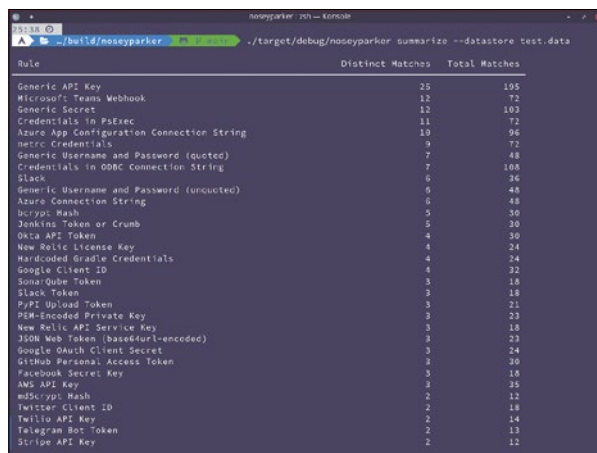 noseyparker : zsh — Konsole
25:38
…/build/noseyparker main ./target/debug/noseyparker summarize --datastore test.data
Rule Distinct Matches Total Matches
Generic API Key 25 195
Microsoft Teams Webhook 12 72
Generic Secret 12 103
Credentials in PsExec 11 72
Azure App Configuration Connection String 10 96
netrc Credentials 9 72
Generic Username and Password (quoted) 7 48
Credentials in ODBC Connection String 7 108
Slack 6 36
Generic Username and Password (unquoted) 6 48
Azure Connection String 6 48
bcrypt Hash 5 30
Jenkins Token or Crumb 5 30
Okta API Token 4 30
New Relic License Key 4 24
Hardcoded Gradle Credentials 4 24
Google Client ID 4 32
SonarQube Token 3 18
Slack Token 3 18
PyPI Upload Token 3 21
PEM-Encoded Private Key 3 23
New Relic API Service Key 3 18
JSON Web Token (base64url-encoded) 3 23
Google OAuth Client Secret 3 24
GitHub Personal Access Token 3 30
Facebook Secret Key 3 18
AWS API Key 3 35
md5crypt Hash 2 12
Twitter Client ID 2 18
Twilio API Key 2 14
Telegram Bot Token 2 13
Stripe API Key 2 12